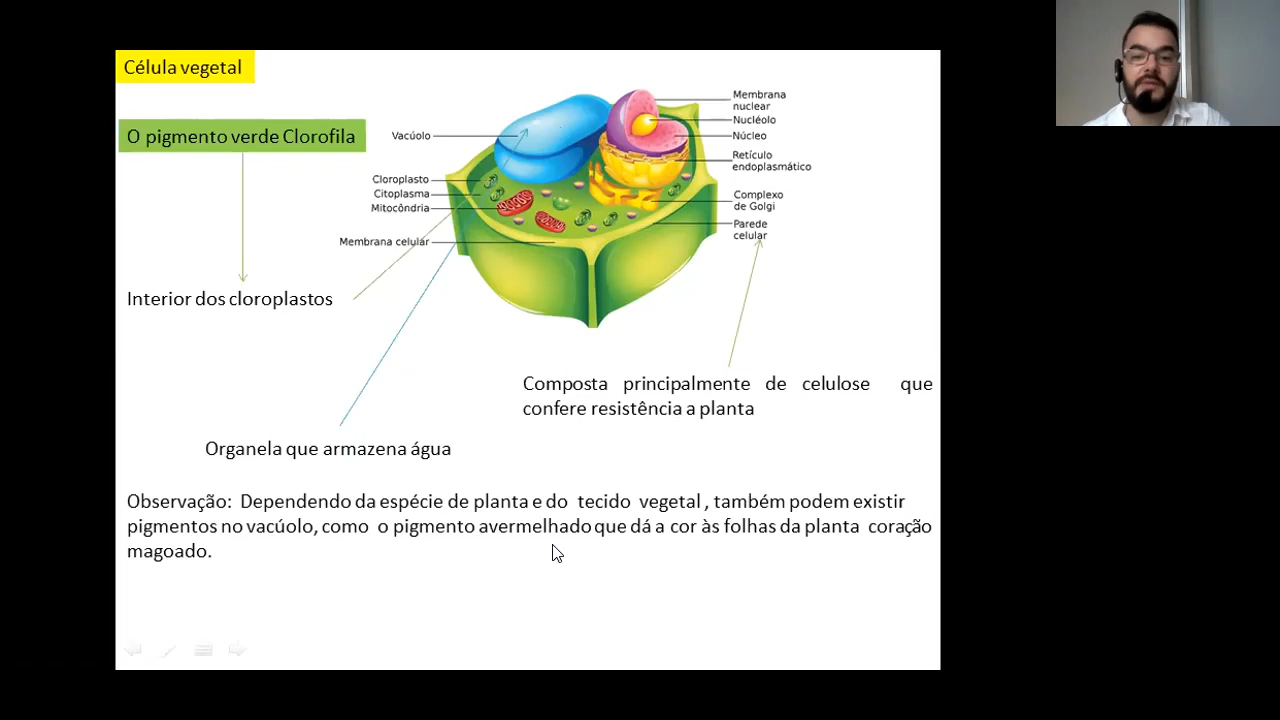 Célula vegetal
O pigmento verde Clorofila
Vacúolo
Cloroplasto
Citoplasma
Mitocôndria
Membrana celular
Membrana
nuclear
Nucléolo
Núcleo
Retículo
endoplasmático
Complexo
de Golgi
Parede
celular
Interior dos cloroplastos
Composta principalmente de celulose que
confere resistência a planta
Organela que armazena água
Observação: Dependendo da espécie de planta e do tecido vegetal , também podem existir
pigmentos no vacúolo, como o pigmento avermelhado que dá a cor às folhas da planta coração
magoado.